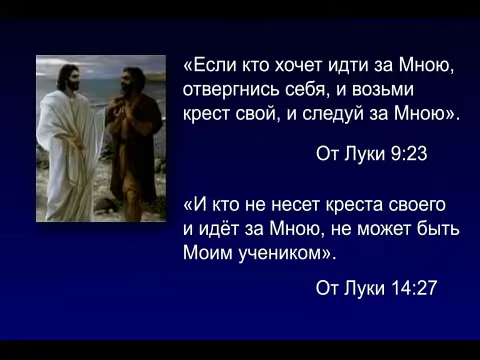 «Если кто хочет идти за Мною,
отвергнись себя, и возьми
крест свой, и следуй за Мною».
От Луки 9:23
«И кто не несет креста своего
и идёт за Мною, не может быть
Моим учеником».
От Луки 14:27